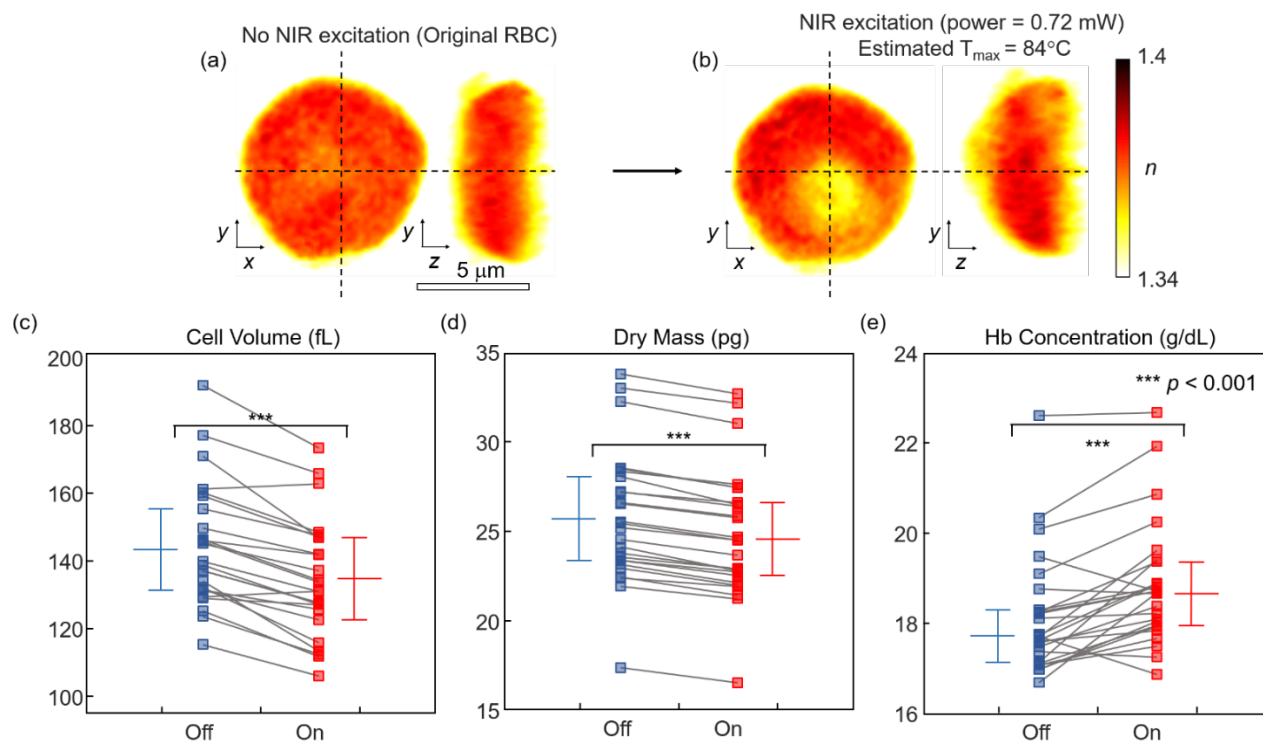 No NIR excitation (Original RBC)
NIR excitation (power = 0.72 mW)
Estimated Tmax = 84°C
(a)
(b)
1.4
n
1.34
y
x
y
z
5 μm
y
x
y
z
(c)
Cell Volume (fL)
200
180
160
140
120
100
***
Off
On
(d)
Dry Mass (pg)
35
30
25
20
15
***
Off
On
(e)
Hb Concentration (g/dL)
24
22
20
18
16
*** p < 0.001
***
Off
On